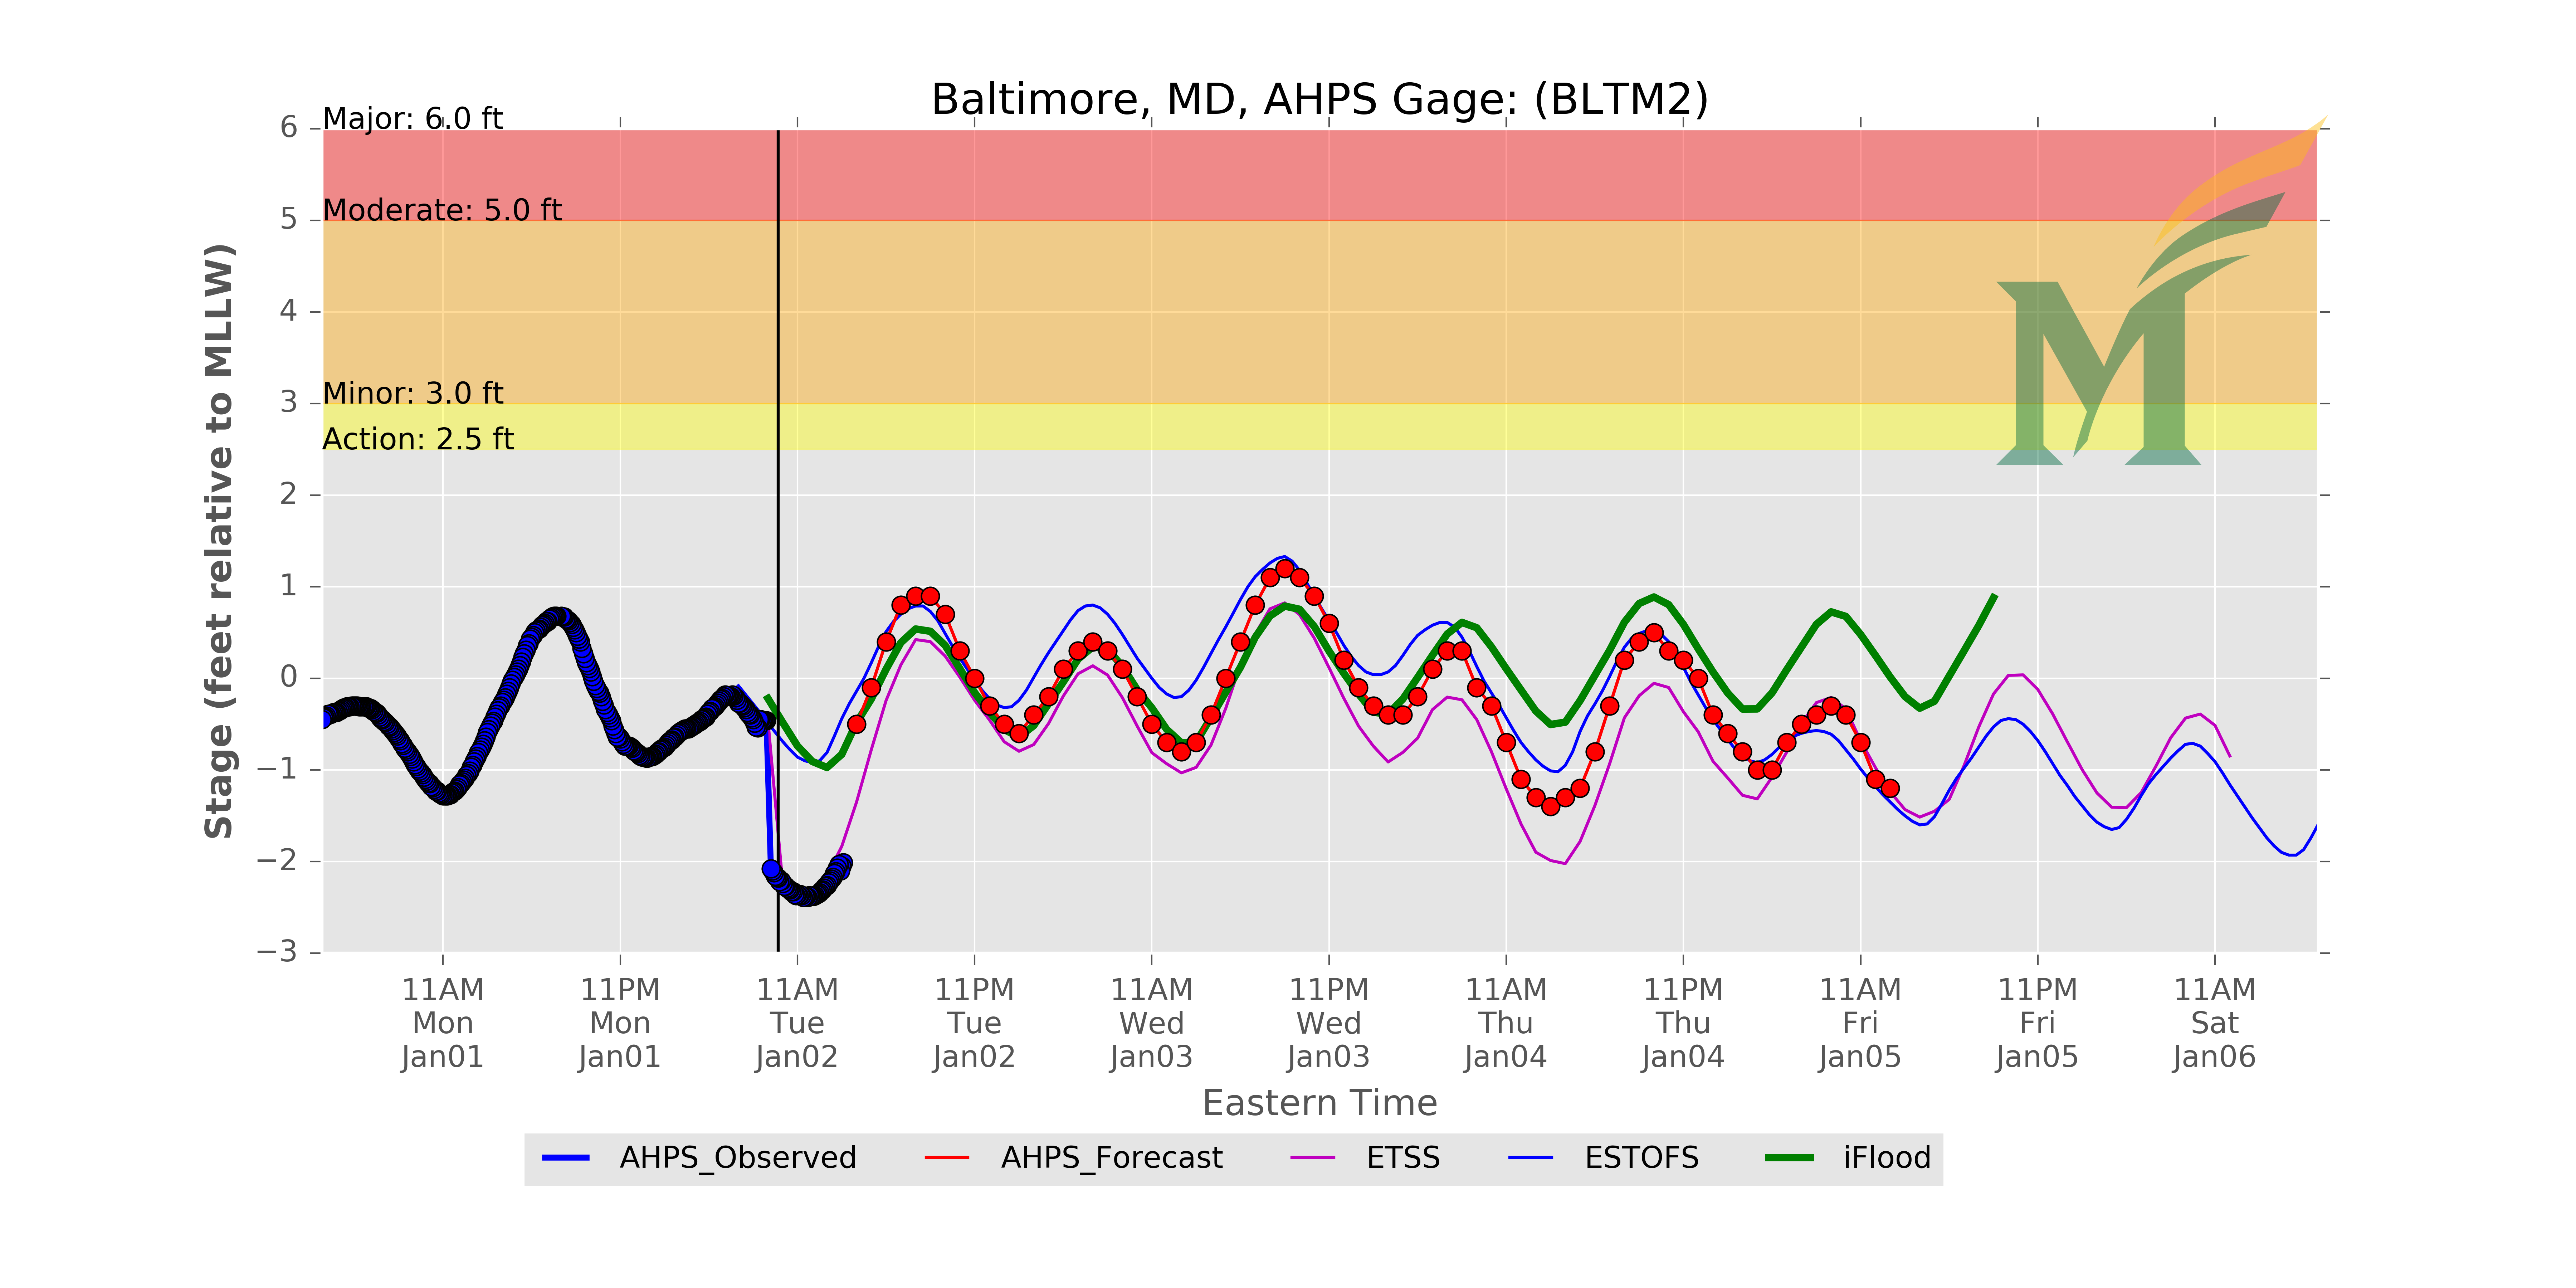 Baltimore, MD, AHPS Gage: (BLTM2)
Major: 6.0 ft
Moderate: 5.0 ft
Minor: 3.0 ft
Action: 2.5 ft
Stage (feet relative to MLLW)
6
5
4
3
2
1
0
−1
−2
−3
11AM 11PM 11AM 11PM 11AM 11PM 11AM 11PM 11AM 11PM 11AM
Mon Mon Tue Tue Wed Wed Thu Thu Fri Fri Sat
Jan01 Jan01 Jan02 Jan02 Jan03 Jan03 Jan04 Jan04 Jan05 Jan05 Jan06
Eastern Time
AHPS_Observed AHPS_Forecast ETSS ESTOFS iFlood
M